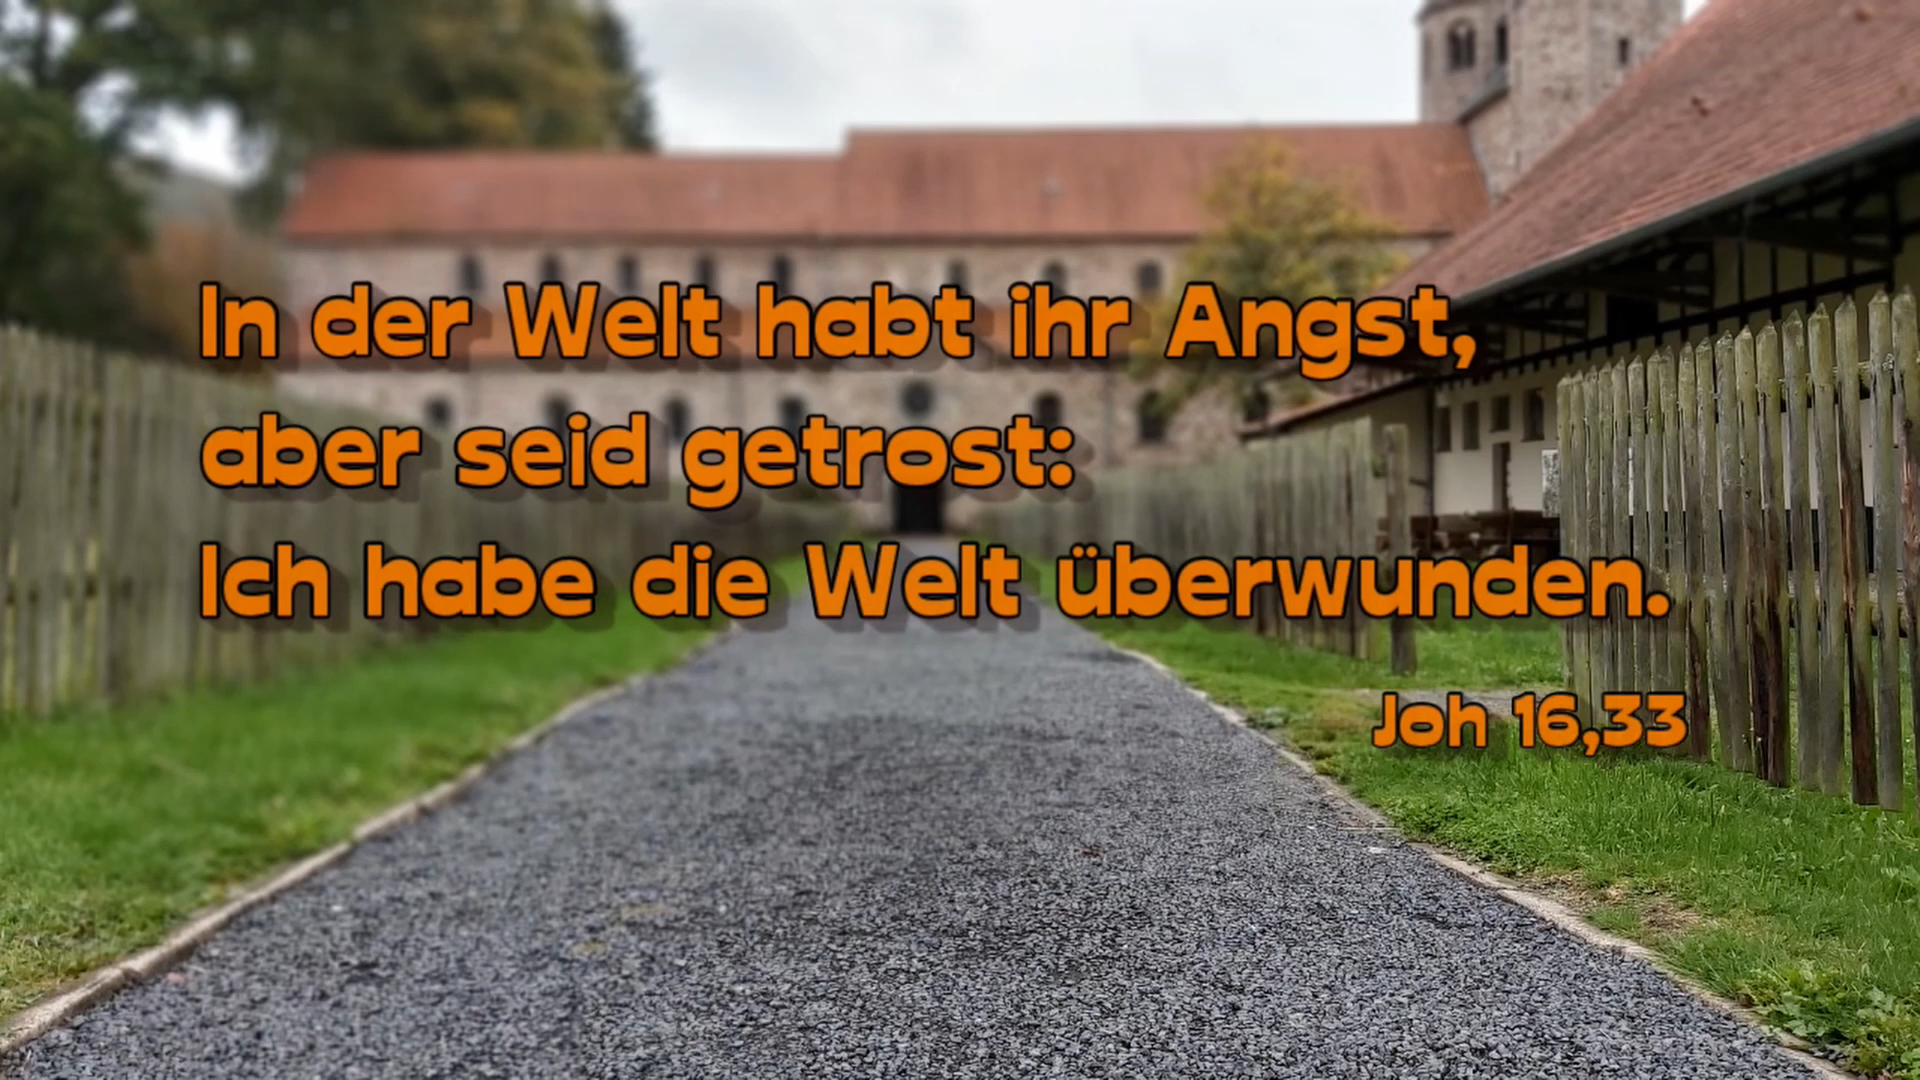 In der Welt habt ihr Angst,
aber seid getrost:
Ich habe die Welt überwunden.
Joh 16,33